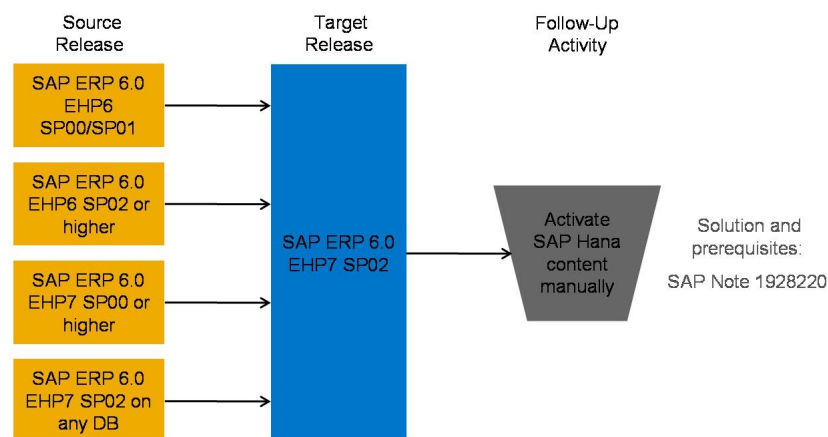 Source
Release
Target
Release
Follow-Up
Activity
SAP ERP 6.0
EHP6
SP00/SP01
SAP ERP 6.0
EHP6 SP02 or
higher
SAP ERP 6.0
EHP7 SP00 or
higher
SAP ERP 6.0
EHP7 SP02 on
any DB
SAP ERP 6.0
EHP7 SP02
Activate
SAP Hana
content
manually
Solution and
prerequisites:
SAP Note 1928220